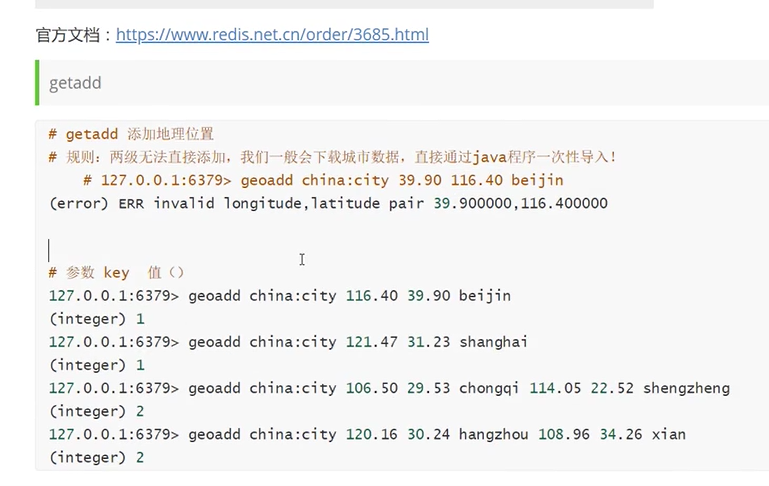 官方文档：https://www.redis.net.cn/order/3685.html
getadd
# getadd 添加地理位置
# 规则：两级无法直接添加，我们一般会下载城市数据，直接通过java程序一次性导入！
# 127.0.0.1:6379> geoadd china:city 39.90 116.40 beijin
(error) ERR invalid longitude,latitude pair 39.900000,116.400000
# 参数 key 值（）
127.0.0.1:6379> geoadd china:city 116.40 39.90 beijin
(integer) 1
127.0.0.1:6379> geoadd china:city 121.47 31.23 shanghai
(integer) 1
127.0.0.1:6379> geoadd china:city 106.50 29.53 chongqi 114.05 22.52 shengzheng
(integer) 2
127.0.0.1:6379> geoadd china:city 120.16 30.24 hangzhou 108.96 34.26 xian
(integer) 2